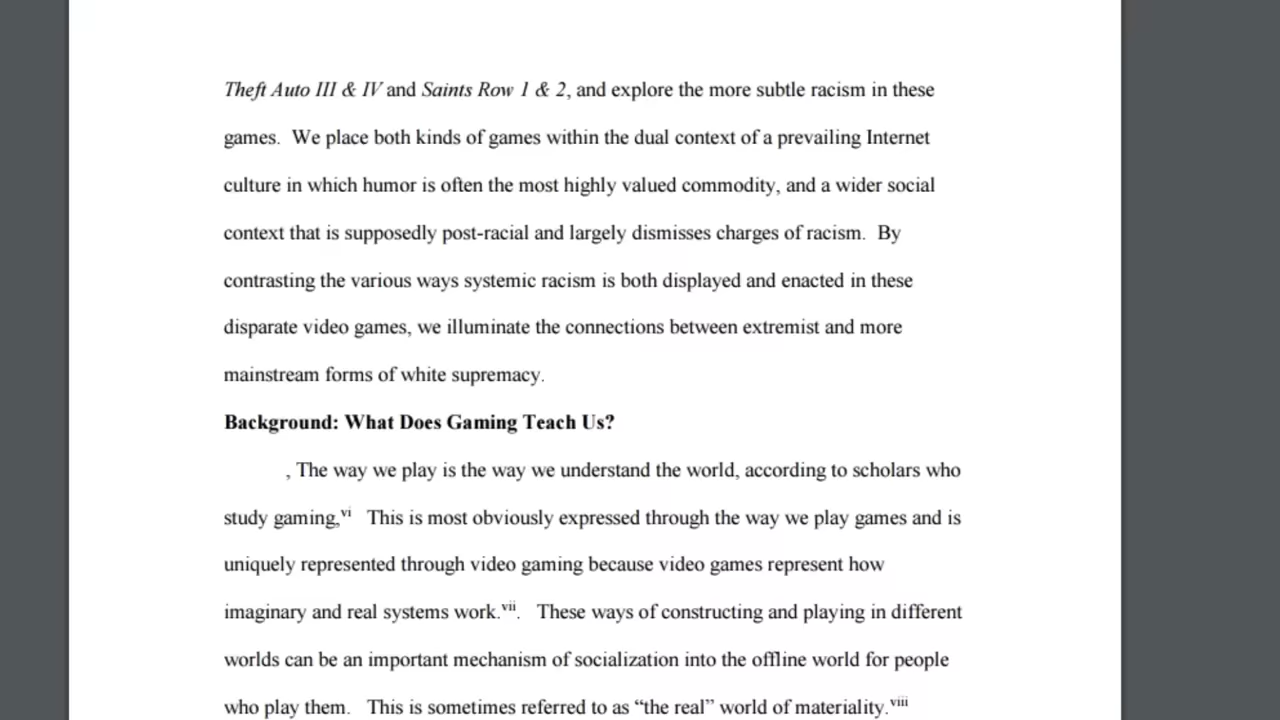 Theft Auto III & IV and Saints Row 1 & 2, and explore the more subtle racism in these
games.  We place both kinds of games within the dual context of a prevailing Internet
culture in which humor is often the most highly valued commodity, and a wider social
context that is supposedly post-racial and largely dismisses charges of racism.  By
contrasting the various ways systemic racism is both displayed and enacted in these
disparate video games, we illuminate the connections between extremist and more
mainstream forms of white supremacy.
Background: What Does Gaming Teach Us?
, The way we play is the way we understand the world, according to scholars who
study gaming,vi   This is most obviously expressed through the way we play games and is
uniquely represented through video gaming because video games represent how
imaginary and real systems work.vii.   These ways of constructing and playing in different
worlds can be an important mechanism of socialization into the offline world for people
who play them.   This is sometimes referred to as “the real” world of materiality.viii